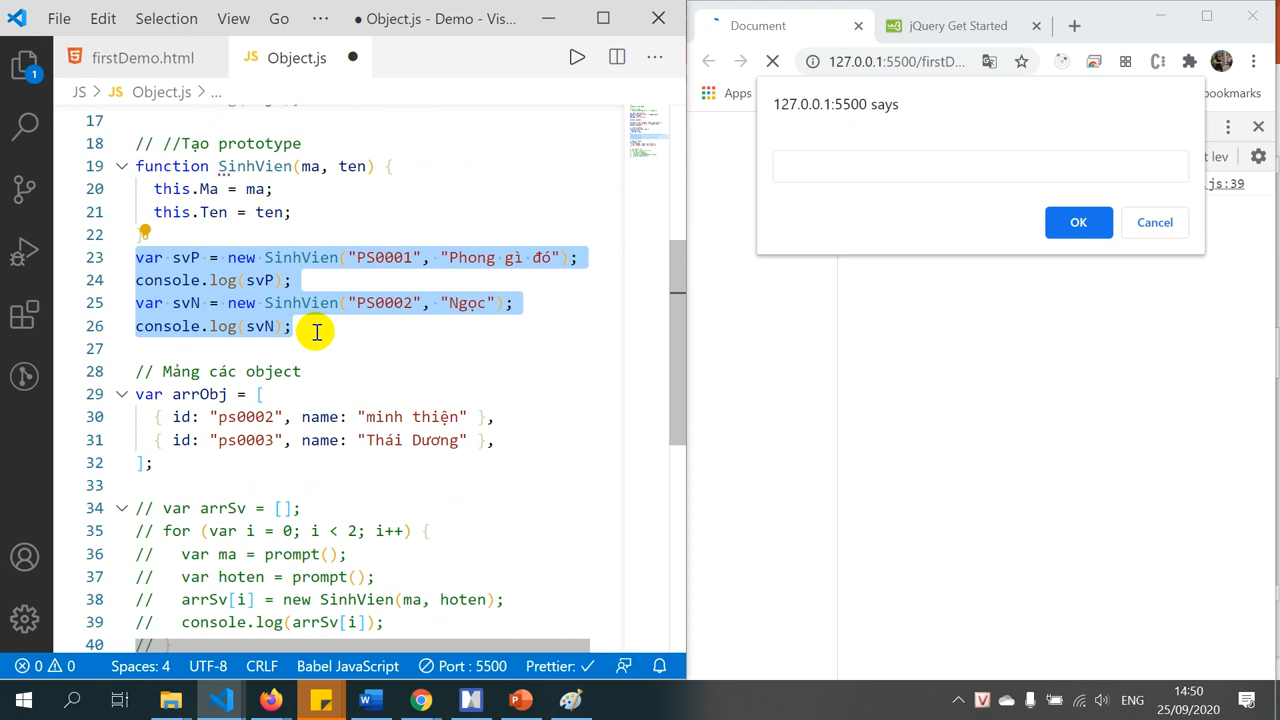 File Edit Selection View Go ··· ● Object.js - Demo - Vis...
firstDemo.html JS Object.js ●
JS > JS Object.js > ...
17
18 // //Tạo prototype
19 function SinhVien(ma, ten) {
20 this.Ma = ma;
21 this.Ten = ten;
22 }
23 var svP = new SinhVien("PS0001", "Phong gì đó");
24 console.log(svP);
25 var svN = new SinhVien("PS0002", "Ngọc");
26 console.log(svN);
27
28 // Mảng các object
29 var arrObj = [
30 { id: "ps0002", name: "minh thiện" },
31 { id: "ps0003", name: "Thái Dương" },
32 ];
33
34 // var arrSv = [];
35 // for (var i = 0; i < 2; i++) {
36 // var ma = prompt();
37 // var hoten = prompt();
38 // arrSv[i] = new SinhVien(ma, hoten);
39 // console.log(arrSv[i]);
40 // }
1
0 0 Spaces: 4 UTF-8 CRLF Babel JavaScript Port : 5500 Prettier: ✓
Document jQuery Get Started
127.0.0.1:5500/firstD...
Apps
bookmarks
127.0.0.1:5500 says
OK Cancel
t lev
js:39
ENG
14:50
25/09/2020